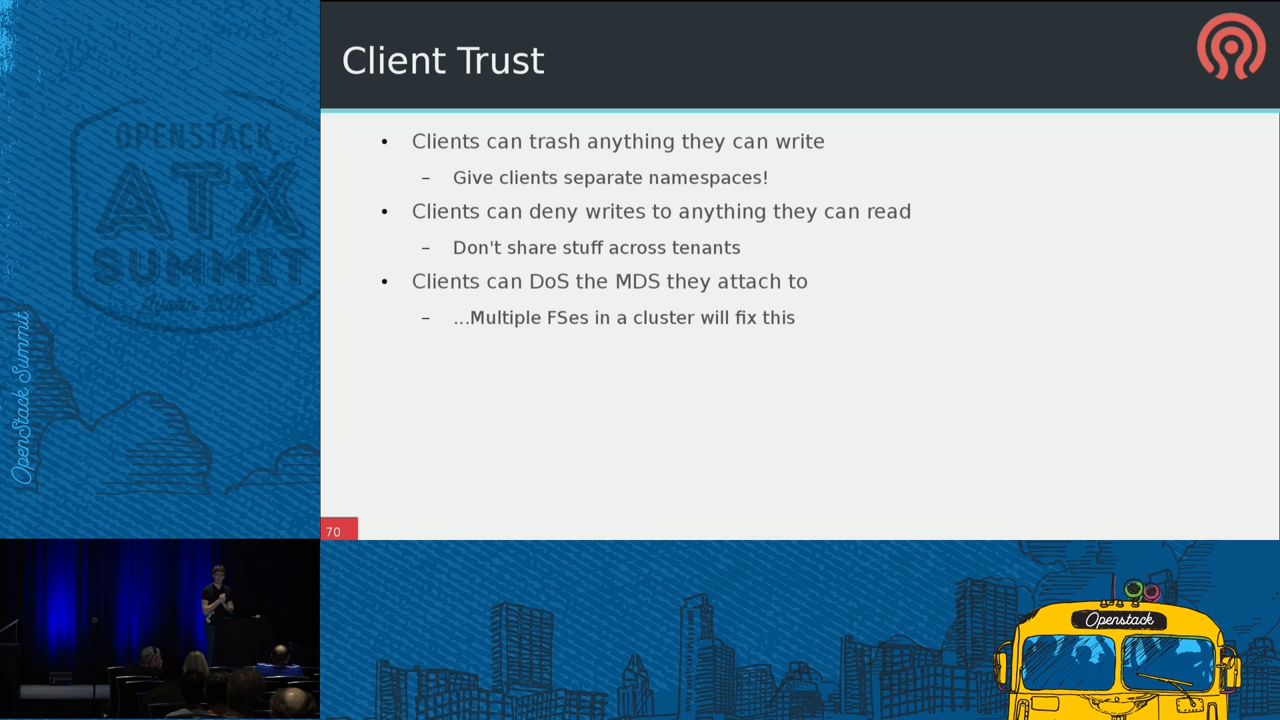 Client Trust
• Clients can trash anything they can write
– Give clients separate namespaces!
• Clients can deny writes to anything they can read
– Don't share stuff across tenants
• Clients can DoS the MDS they attach to
– ...Multiple FSes in a cluster will fix this
70
OPENSTACK
ATX
SUMMIT
OpenStack Summit
Openstack